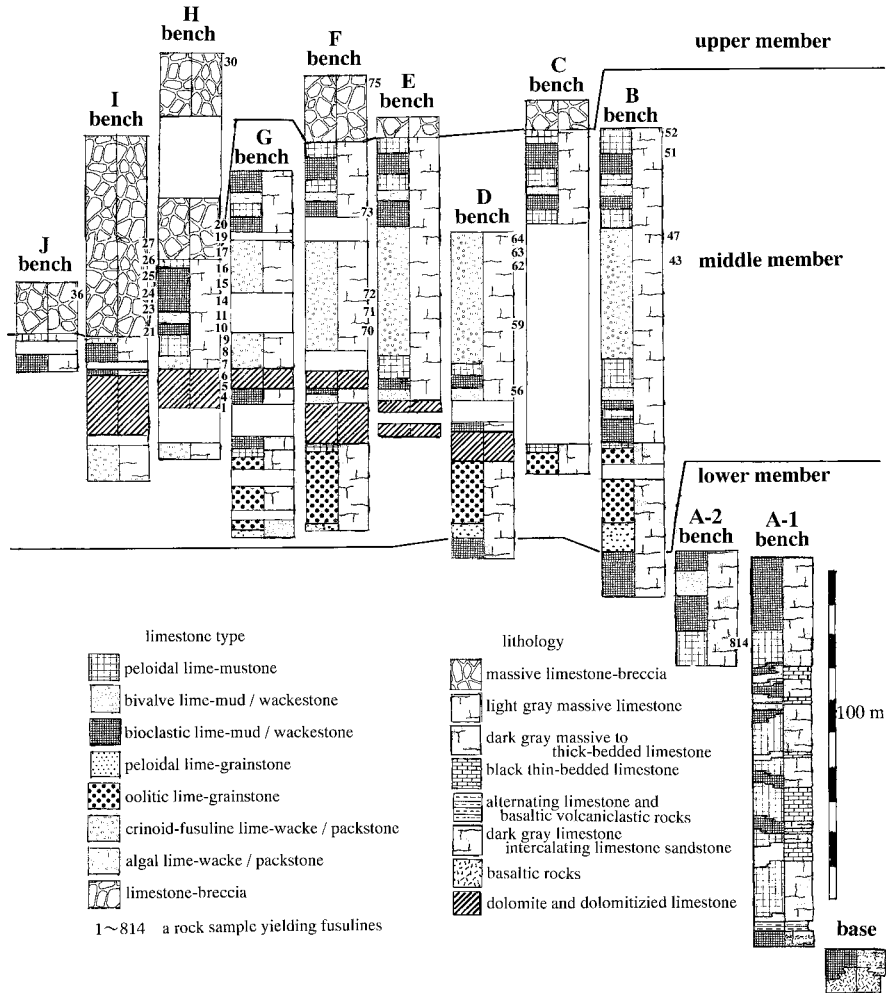 H
bench
30
F
bench
75
upper member
C
bench
E
bench
I
bench
B
bench
52
51
G
bench
D
bench
73
20
19
17
16
15
14
11
10
9
8
7
6
5
4
1
27
26
25
24
23
21
J
bench
36
72
71
70
64
63
62
59
56
47
43
middle member
lower member
A-2
bench
A-1
bench
814
100 m
base
limestone type
peloidal lime-mustone
bivalve lime-mud / wackestone
bioclastic lime-mud / wackestone
peloidal lime-grainstone
oolitic lime-grainstone
crinoid-fusuline lime-wacke / packstone
algal lime-wacke / packstone
limestone-breccia
1～814 a rock sample yielding fusulines
lithology
massive limestone-breccia
light gray massive limestone
dark gray massive to
thick-bedded limestone
black thin-bedded limestone
alternating limestone and
basaltic volcaniclastic rocks
dark gray limestone
intercalating limestone sandstone
basaltic rocks
dolomite and dolomitizied limestone